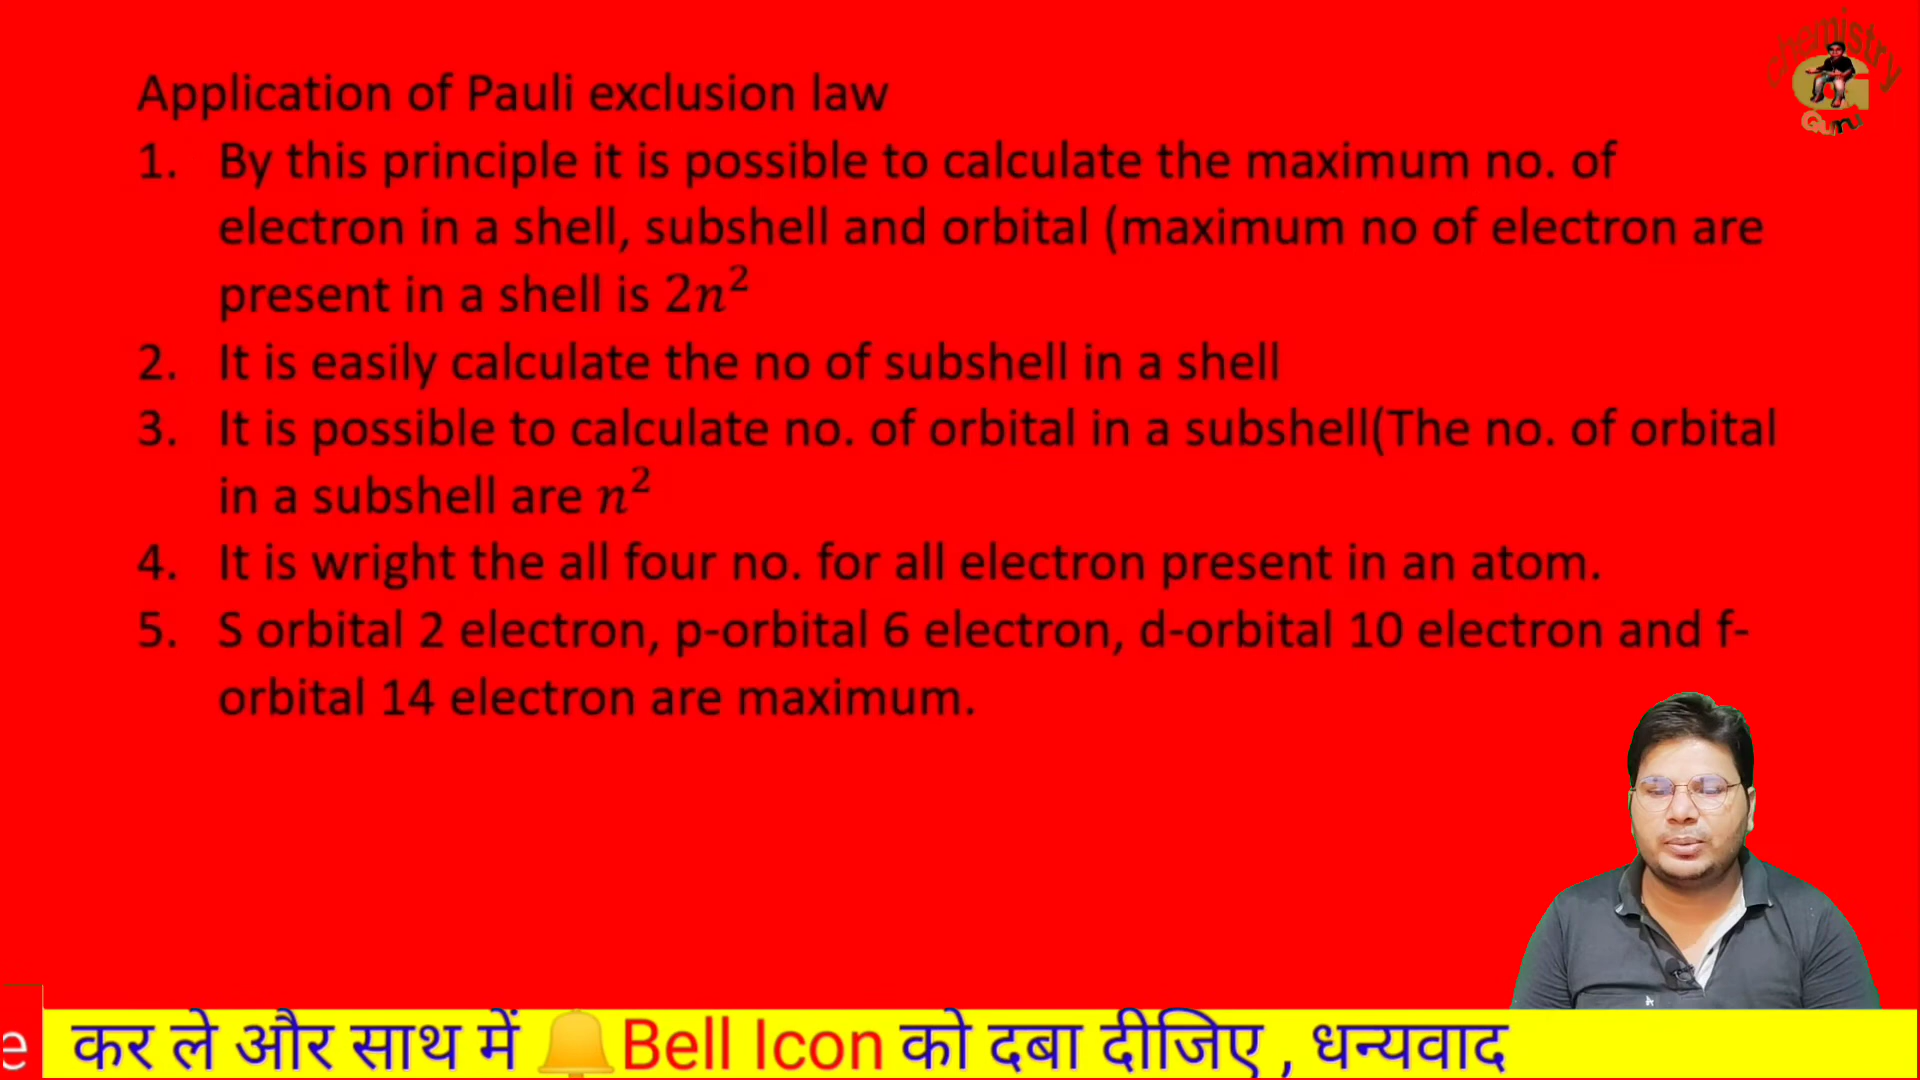 Chemistry
G
Guru
Application of Pauli exclusion law
1. By this principle it is possible to calculate the maximum no. of
electron in a shell, subshell and orbital (maximum no of electron are
present in a shell is 2n²
2. It is easily calculate the no of subshell in a shell
3. It is possible to calculate no. of orbital in a subshell(The no. of orbital
in a subshell are n²
4. It is wright the all four no. for all electron present in an atom.
5. S orbital 2 electron, p-orbital 6 electron, d-orbital 10 electron and f-
orbital 14 electron are maximum.
e कर ले और साथ में 🔔Bell Icon को दबा दीजिए , धन्यवाद